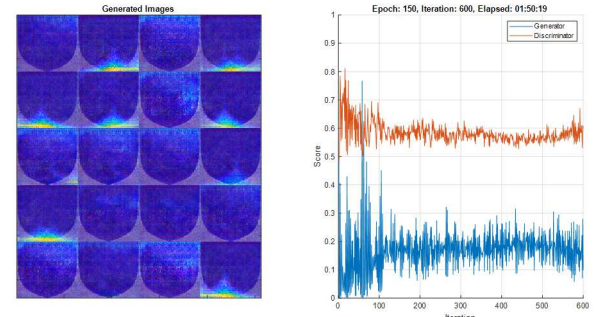 Generated Images
Epoch: 150, Iteration: 600, Elapsed: 01:50:19
Generator
Discriminator
1
0.9
0.8
0.7
0.6
0.5
0.4
0.3
0.2
0.1
0
Score
0 100 200 300 400 500 600
Iteration